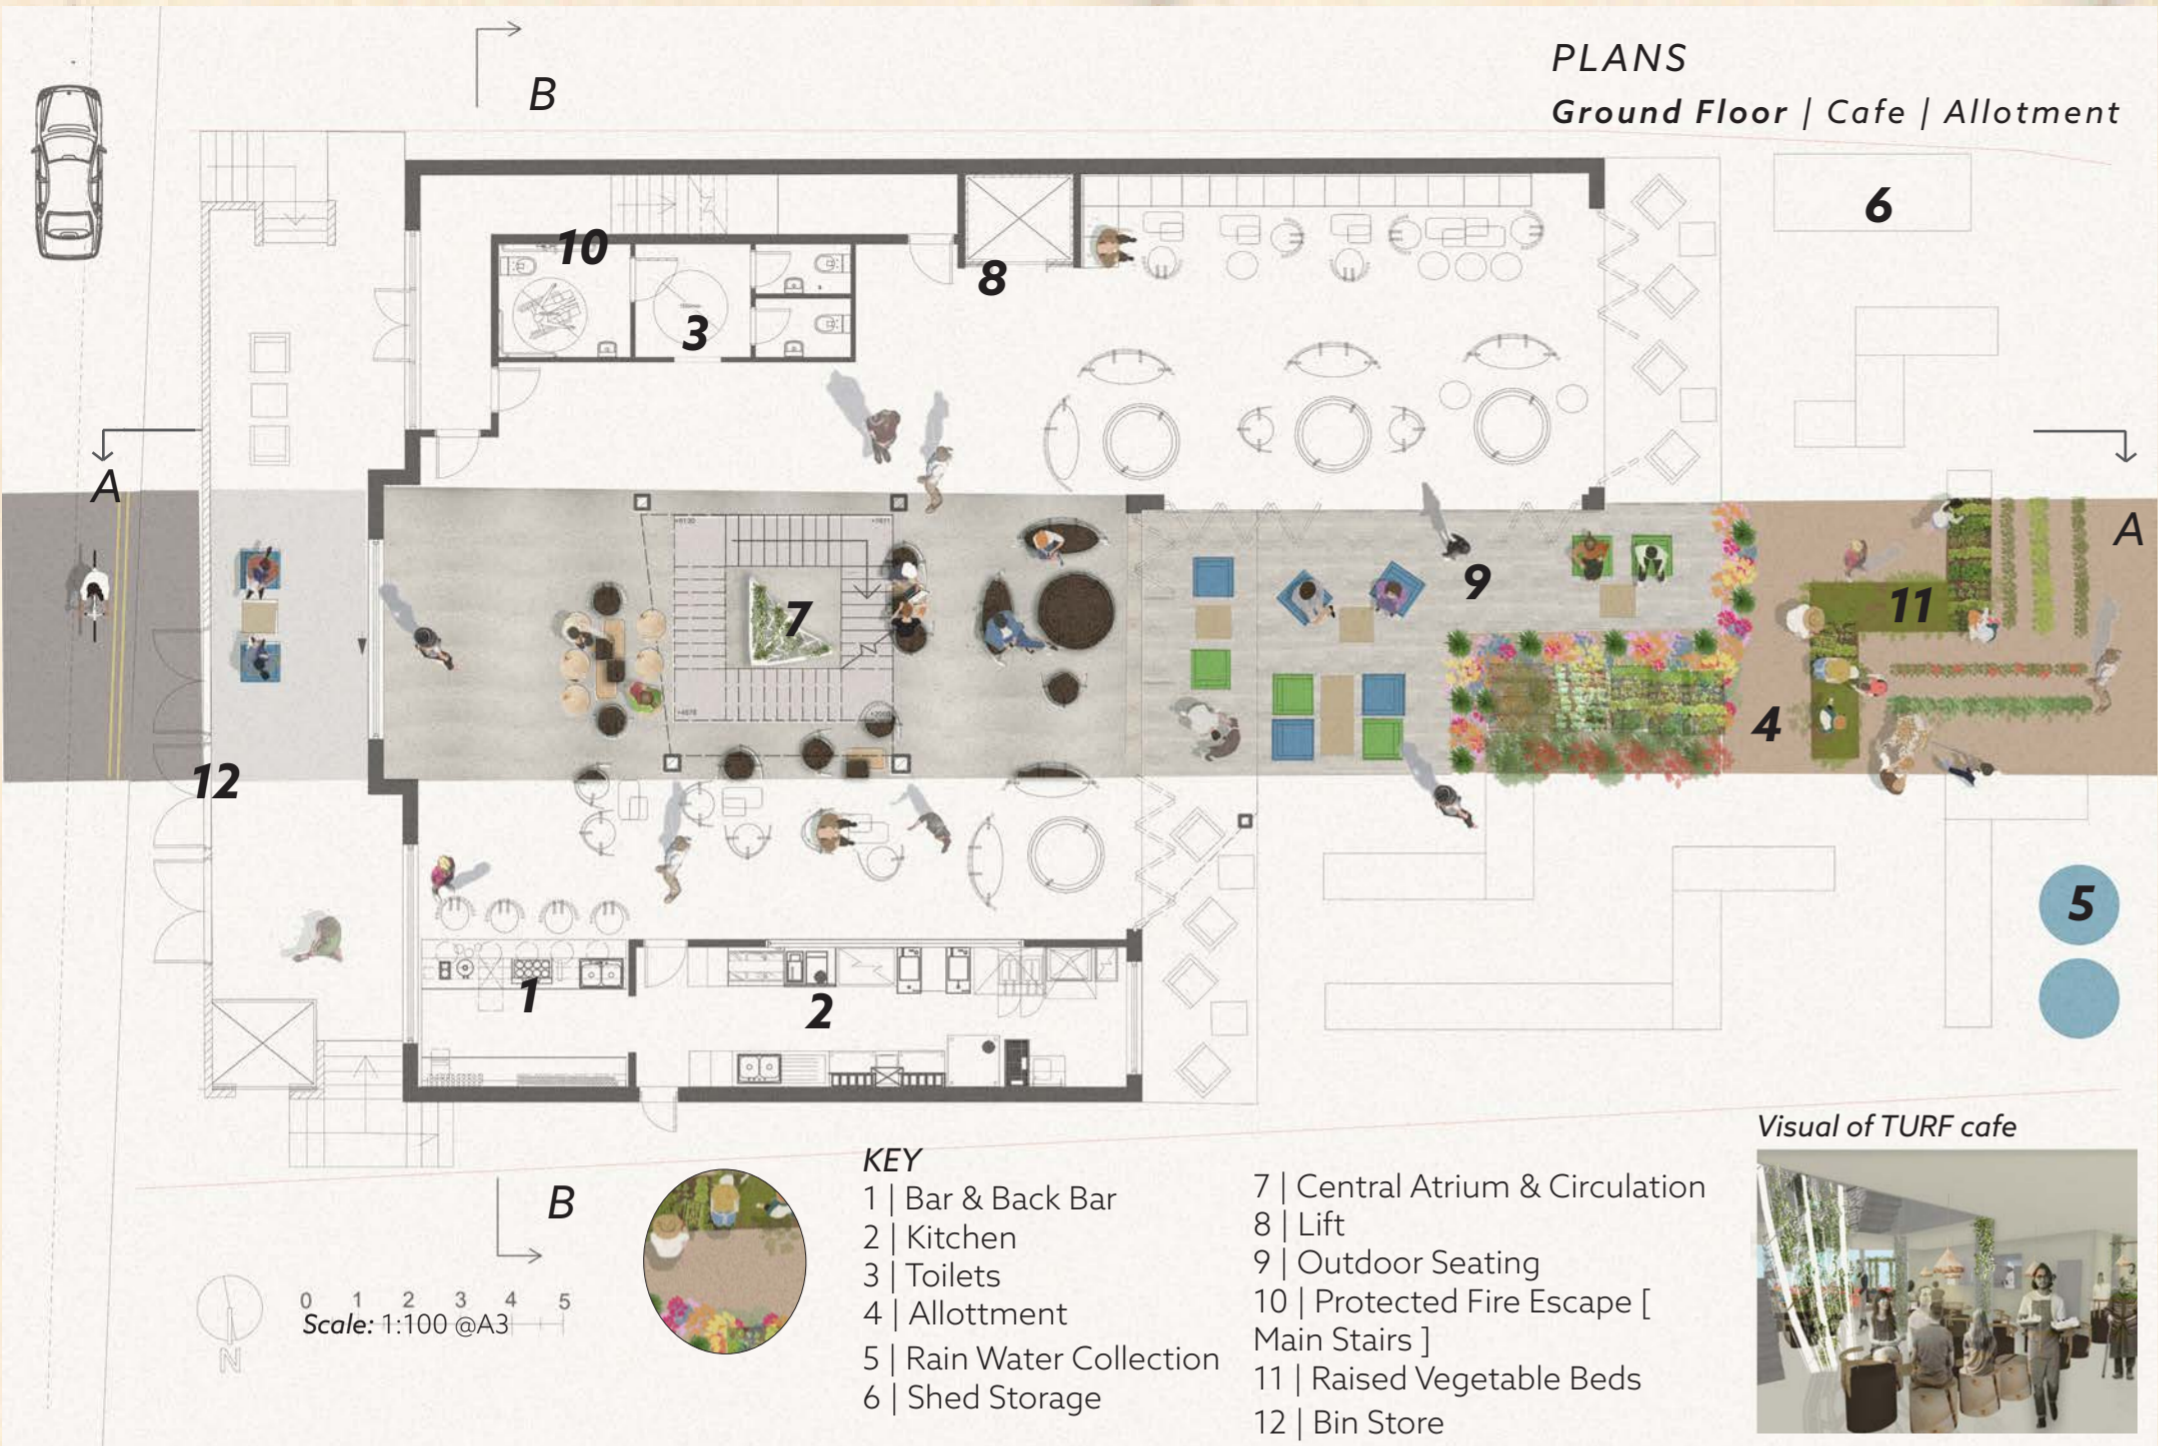 PLANS
Ground Floor | Cafe | Allotment
B
6
10
8
3
A
A
7
9
11
4
12
5
1
2
B
Visual of TURF cafe
KEY
1 | Bar & Back Bar
2 | Kitchen
3 | Toilets
4 | Allottment
5 | Rain Water Collection
6 | Shed Storage
7 | Central Atrium & Circulation
8 | Lift
9 | Outdoor Seating
10 | Protected Fire Escape [
Main Stairs ]
11 | Raised Vegetable Beds
12 | Bin Store
0 1 2 3 4 5
Scale: 1:100 @A3
N